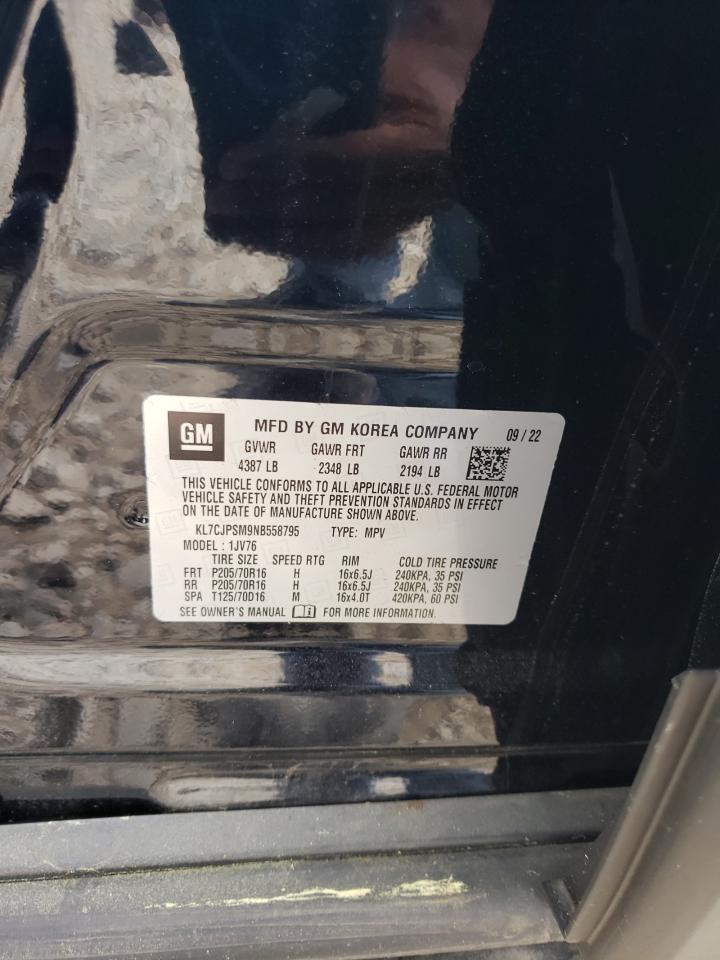 GM MFD BY GM KOREA COMPANY 09 / 22
GVWR GAWR FRT GAWR RR
4387 LB 2348 LB 2194 LB
THIS VEHICLE CONFORMS TO ALL APPLICABLE U.S. FEDERAL MOTOR
VEHICLE SAFETY AND THEFT PREVENTION STANDARDS IN EFFECT
ON THE DATE OF MANUFACTURE SHOWN ABOVE.
KL7CJPSM9NB558795 TYPE: MPV
MODEL : 1JV76
TIRE SIZE SPEED RTG RIM COLD TIRE PRESSURE
FRT P205/70R16 H 16x6.5J 240KPA, 35 PSI
RR P205/70R16 H 16x6.5J 240KPA, 35 PSI
SPA T125/70D16 M 16x4.0T 420KPA, 60 PSI
SEE OWNER'S MANUAL FOR MORE INFORMATION.